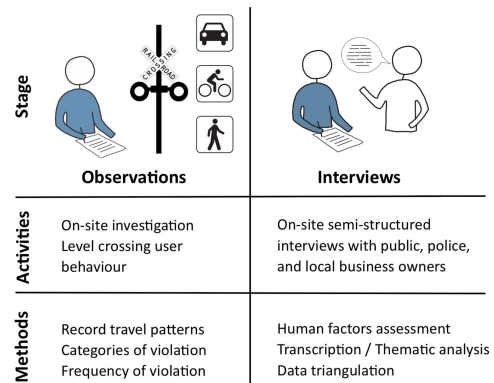 Stage
RAILROAD
CROSSING
Observations
Interviews
Activities
On-site investigation
Level crossing user
behaviour
On-site semi-structured
interviews with public, police,
and local business owners
Methods
Record travel patterns
Categories of violation
Frequency of violation
Human factors assessment
Transcription / Thematic analysis
Data triangulation